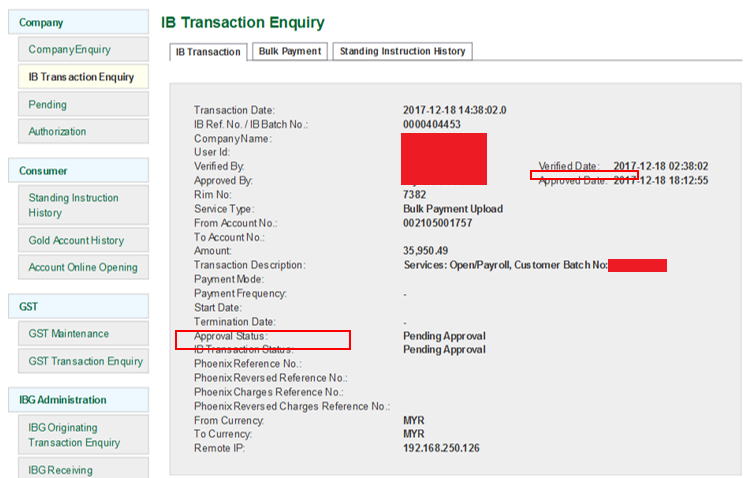 Company
Company Enquiry
IB Transaction Enquiry
Pending
Authorization
Consumer
Standing Instruction
History
Gold Account History
Account Online Opening
GST
GST Maintenance
GST Transaction Enquiry
IBG Administration
IBG Originating
Transaction Enquiry
IBG Receiving
IB Transaction Enquiry
IB Transaction Bulk Payment Standing Instruction History
Transaction Date: 2017-12-18 14:38:02.0
IB Ref. No. / IB Batch No.: 0000404453
Company Name:
User Id:
Verified By: Verified Date: 2017-12-18 02:38:02
Approved By: Approved Date: 2017-12-18 18:12:55
Rim No: 7382
Service Type: Bulk Payment Upload
From Account No.: 002105001757
To Account No.:
Amount: 35,950.49
Transaction Description: Services: Open/Payroll, Customer Batch No:
Payment Mode:
Payment Frequency: -
Start Date:
Termination Date: -
Approval Status: Pending Approval
IB Transaction Status: Pending Approval
Phoenix Reference No.:
Phoenix Reversed Reference No.:
Phoenix Charges Reference No.:
Phoenix Reversed Charges Reference No.:
From Currency: MYR
To Currency: MYR
Remote IP: 192.168.250.126